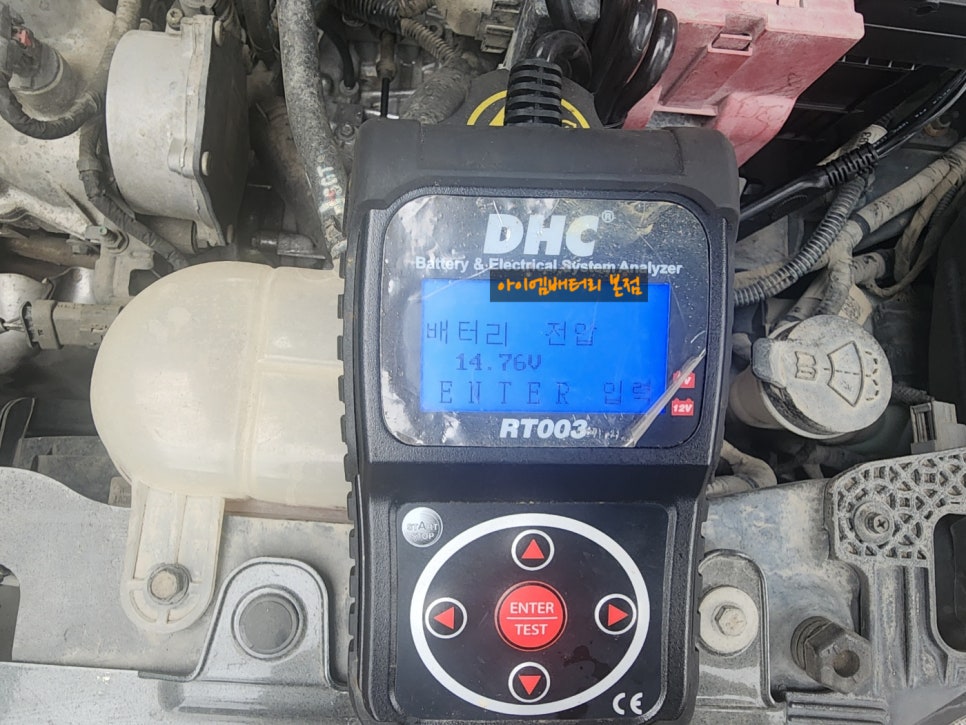 DHC®
Battery & Electrical System Analyzer
아이엠배터리 본점
배터리 전압
14.76V
ENTER 입력
12V
RT003
START
STOP
ENTER
TEST
CE